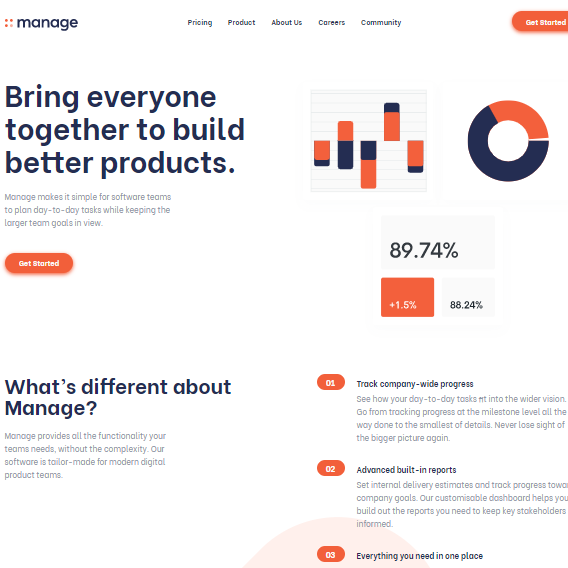 manage
Pricing Product About Us Careers Community
Get Started
Bring everyone
together to build
better products.
Manage makes it simple for software teams
to plan day-to-day tasks while keeping the
larger team goals in view.
Get Started
89.74%
+1.5% 88.24%
What's different about
Manage?
Manage provides all the functionality your
teams needs, without the complexity. Our
software is tailor-made for modern digital
product teams.
01 Track company-wide progress
See how your day-to-day tasks fit into the wider vision.
Go from tracking progress at the milestone level all the
way done to the smallest of details. Never lose sight of
the bigger picture again.
02 Advanced built-in reports
Set internal delivery estimates and track progress
company goals. Our customisable dashboard helps you
build out the reports you need to keep key stakeholders
informed.
03 Everything you need in one place